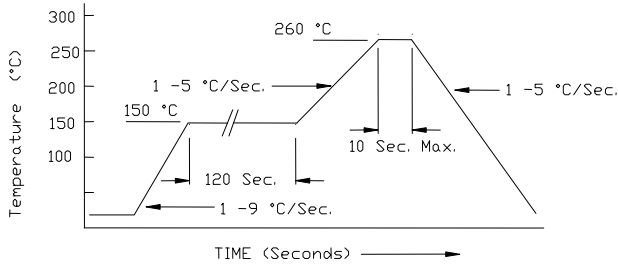 300
260 °C
250
1 -5 °C/Sec.
200
1 -5 °C/Sec.
150 °C
150
100
10 Sec. Max.
120 Sec.
1 -9 °C/Sec.
Temperature (°C)
TIME (Seconds)